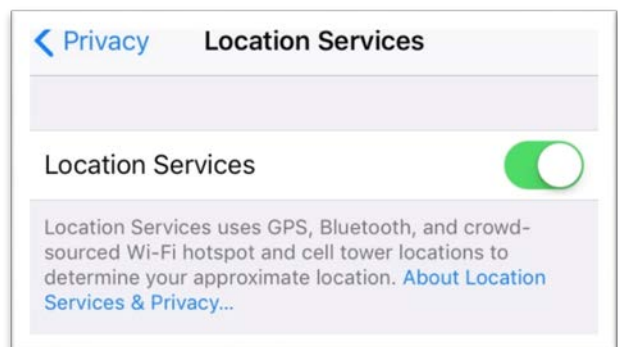 Privacy Location Services
Location Services
Location Services uses GPS, Bluetooth, and crowd-
sourced Wi-Fi hotspot and cell tower locations to
determine your approximate location. About Location
Services & Privacy...